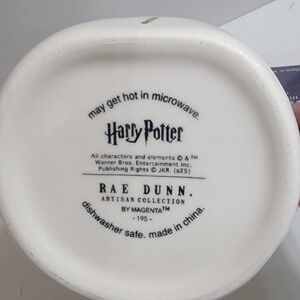 may get hot in microwave.
Harry Potter
All characters and elements © & ™
Warner Bros. Entertainment Inc.
Publishing Rights © JKR. (s25)
RAE DUNN.
ARTISAN COLLECTION
BY MAGENTA™
- 195 -
dishwasher safe. made in china.